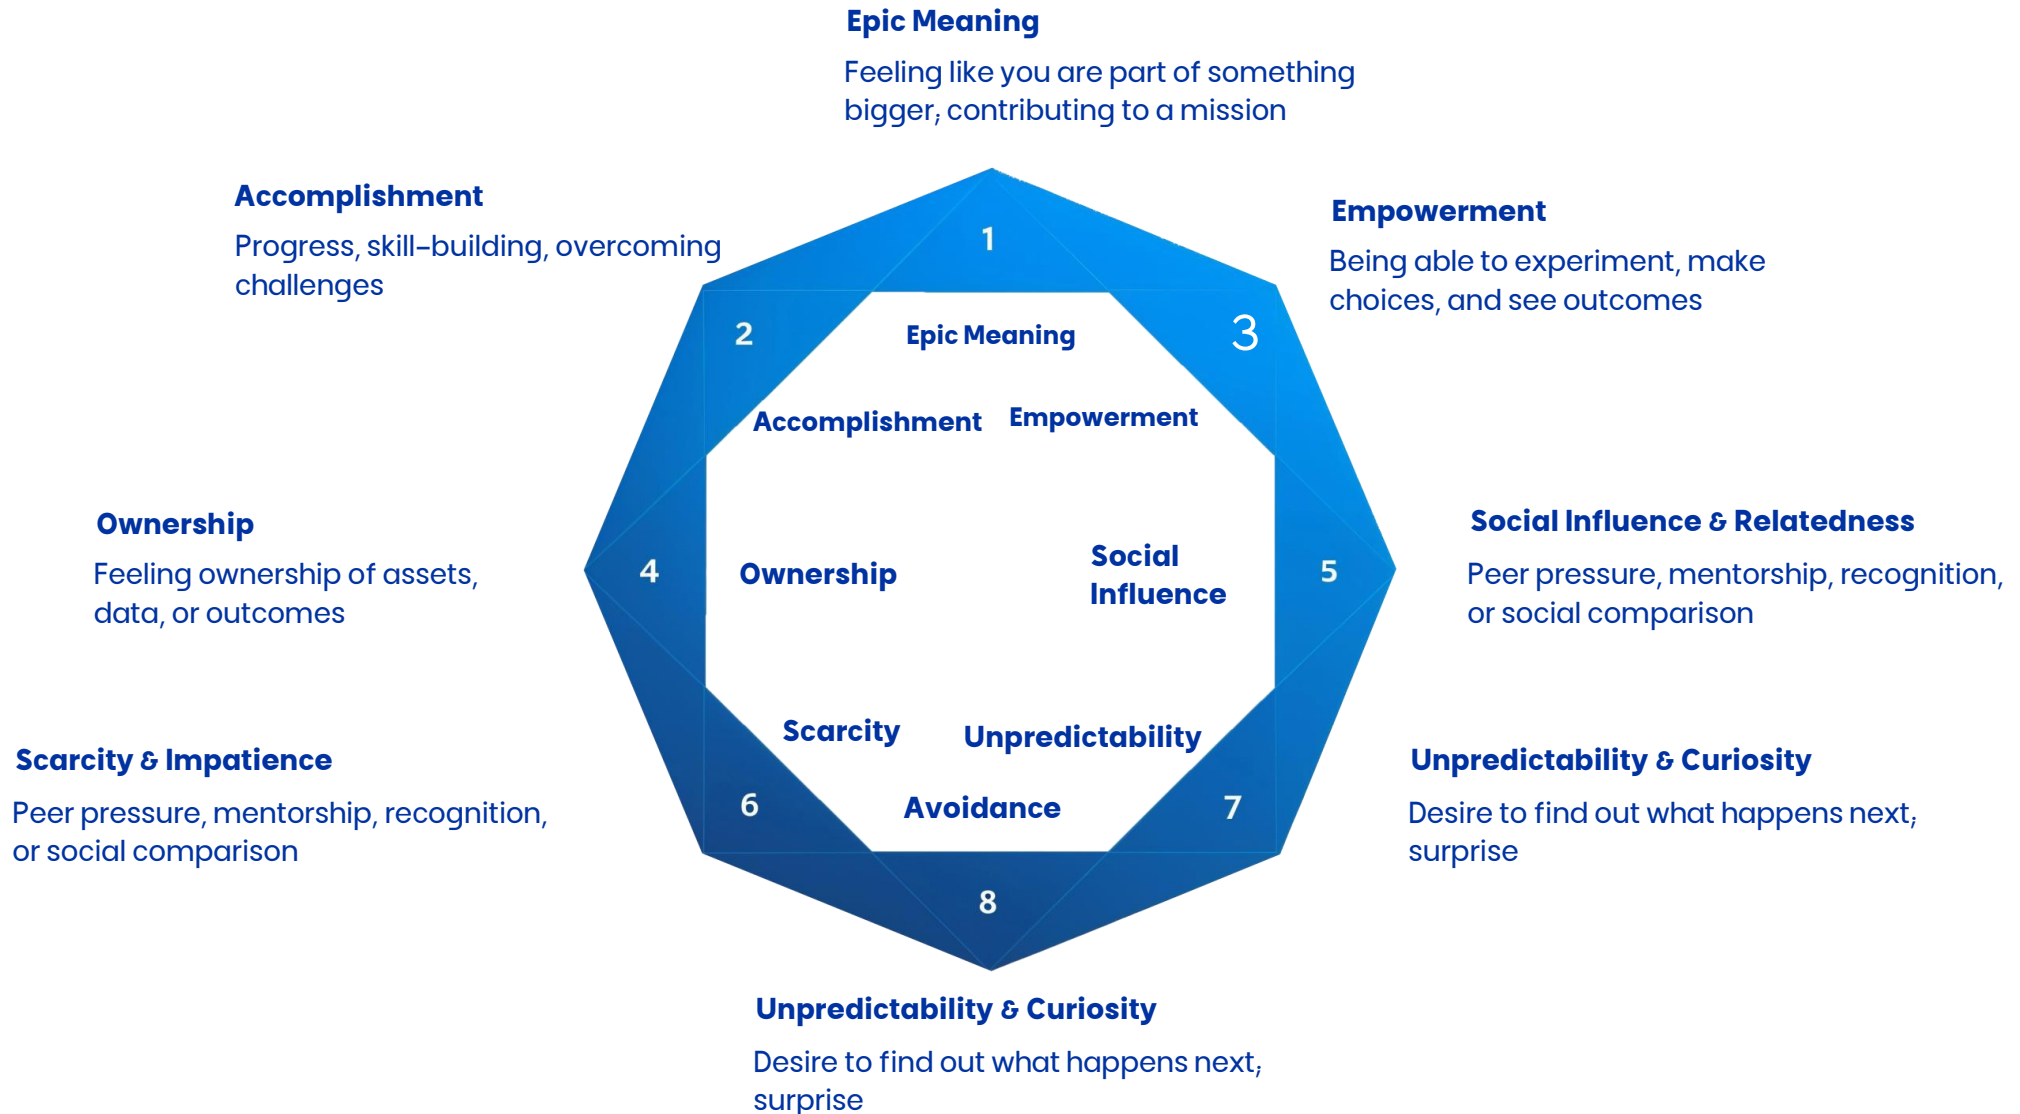 Epic Meaning
Feeling like you are part of something
bigger; contributing to a mission
Accomplishment
Progress, skill-building, overcoming
challenges
Empowerment
Being able to experiment, make
choices, and see outcomes
1
2
3
Epic Meaning
Accomplishment
Empowerment
Ownership
Feeling ownership of assets,
data, or outcomes
4
Ownership
Social
Influence
5
Social Influence & Relatedness
Peer pressure, mentorship, recognition,
or social comparison
Scarcity & Impatience
Peer pressure, mentorship, recognition,
or social comparison
Scarcity
Unpredictability
6
Avoidance
7
Unpredictability & Curiosity
Desire to find out what happens next;
surprise
8
Unpredictability & Curiosity
Desire to find out what happens next;
surprise